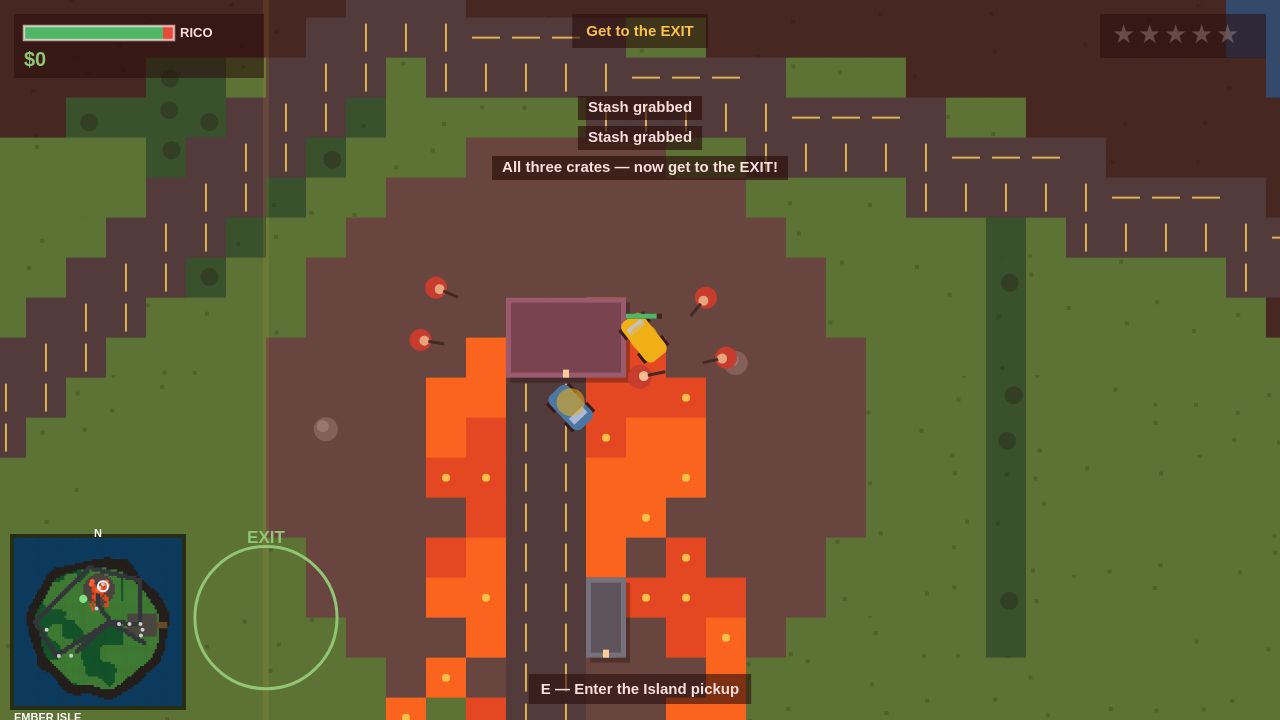 RICO
$0
Get to the EXIT
★★★★★
Stash grabbed
Stash grabbed
All three crates — now get to the EXIT!
N
EXIT
E — Enter the Island pickup
EMBER ISLE